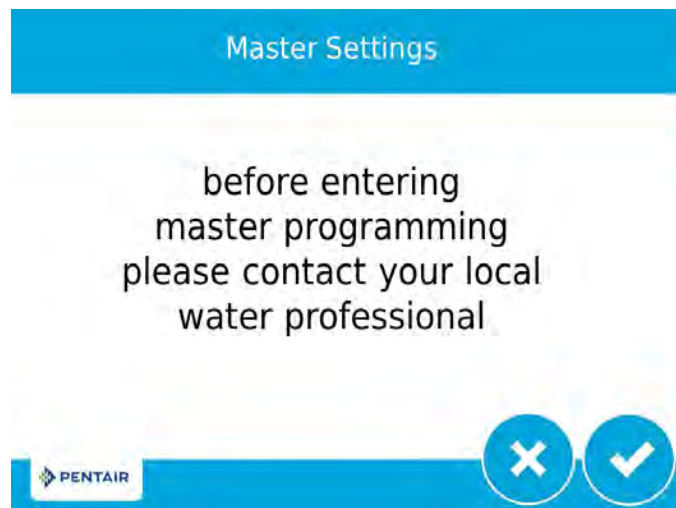 Master Settings
before entering
master programming
please contact your local
water professional
PENTAIR